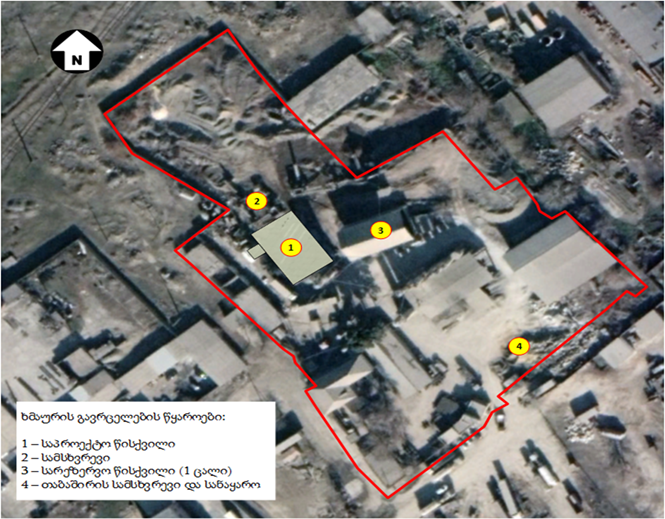 N
2
1
3
4
ხმაურის გავრცელების წყაროები:
1 – საპროექტო წისქვილი
2 – სამსხვრევი
3 – სარეზერვო წისქვილი (1 ცალი)
4 – თაბაშირის სამსხვრევი და სანაყარო